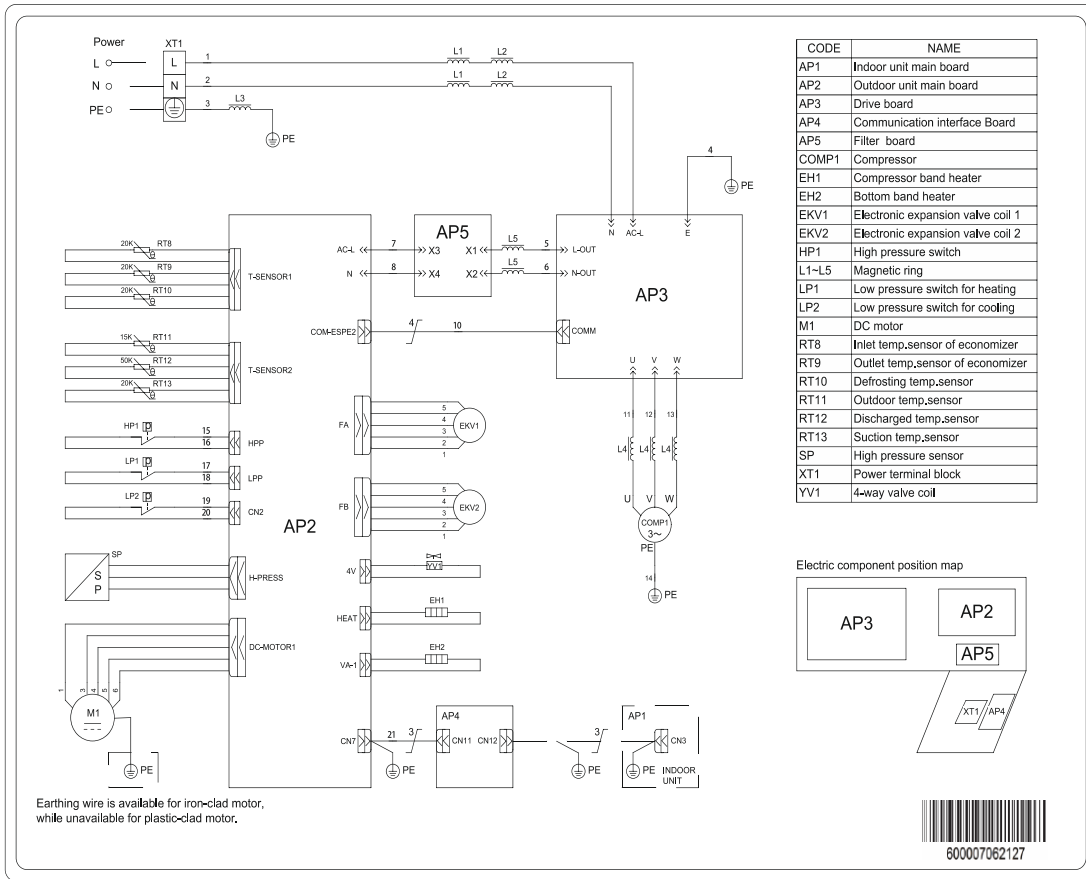 Power XT1
L L 1 L1 L2
N N 2 L1 L2
PE 3 L3
PE
4
PE
CODE NAME
AP1 Indoor unit main board
AP2 Outdoor unit main board
AP3 Drive board
AP4 Communication interface Board
AP5 Filter board
COMP1 Compressor
EH1 Compressor band heater
EH2 Bottom band heater
EKV1 Electronic expansion valve coil 1
EKV2 Electronic expansion valve coil 2
HP1 High pressure switch
L1~L5 Magnetic ring
LP1 Low pressure switch for heating
LP2 Low pressure switch for cooling
M1 DC motor
RT8 Inlet temp.sensor of economizer
RT9 Outlet temp.sensor of economizer
RT10 Defrosting temp.sensor
RT11 Outdoor temp.sensor
RT12 Discharged temp.sensor
RT13 Suction temp.sensor
SP High pressure sensor
XT1 Power terminal block
YV1 4-way valve coil
20K RT8
20K RT9
20K RT10
T-SENSOR1
15K RT11
50K RT12
20K RT13
T-SENSOR2
HP1 P 15
16 HPP
LP1 P 17
18 LPP
LP2 P 19
20 CN2
SP
S
P
H-PRESS
DC-MOTOR1
1 3 4 5 6
M1
PE
AP2
AC-L 7 X3
N 8 X4
AP5
X1 L5 5 L-OUT
X2 L5 6 N-OUT
N AC-L E
AP3
COM-ESPE2 4 10 COMM
U V W
11 12 13
L4 L4 L4
U V W
COMP1
3~
PE
14
PE
FA
5
4
3
2
1
EKV1
FB
5
4
3
2
1
EKV2
4V YV1
HEAT EH1
VA-1 EH2
CN7 21 3
PE
AP4
CN11 CN12
3
PE
AP1
CN3
PE INDOOR
UNIT
Electric component position map
AP3
AP2
AP5
XT1 AP4
Earthing wire is available for iron-clad motor,
while unavailable for plastic-clad motor.
600007062127